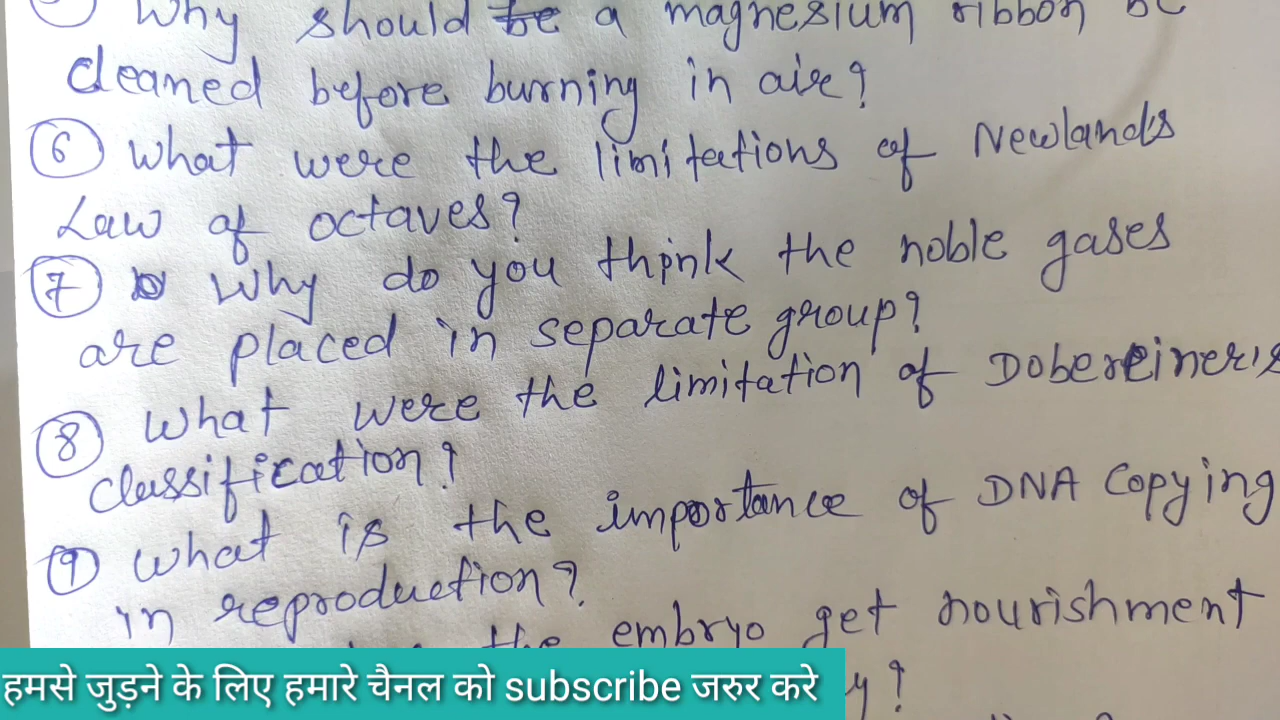 Why should be a magnesium ribbon be
cleaned before burning in air?
6 What were the limitations of Newlands
Law of octaves?
7 Why do you think the noble gases
are placed in separate group?
8 What were the limitation of Dobereiner's
classification?
9 What is the importance of DNA Copying
in reproduction?
the embryo get nourishment
y?
हमसे जुड़ने के लिए हमारे चैनल को subscribe जरुर करे